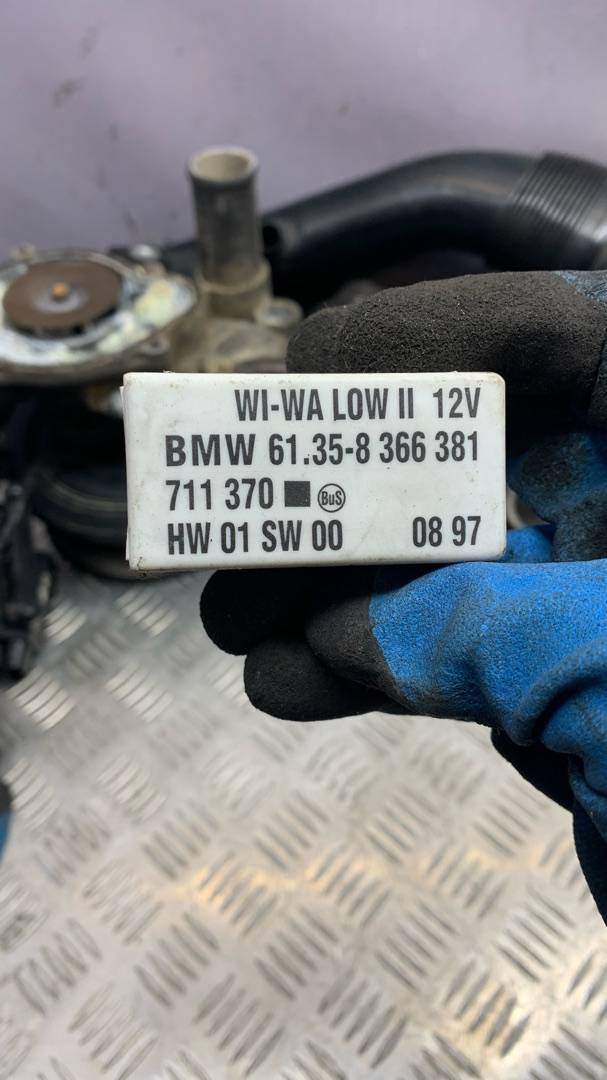 WI-WA LOW II 12V
BMW 61.35-8 366 381
711 370 ■ BuS
HW 01 SW 00 08 97